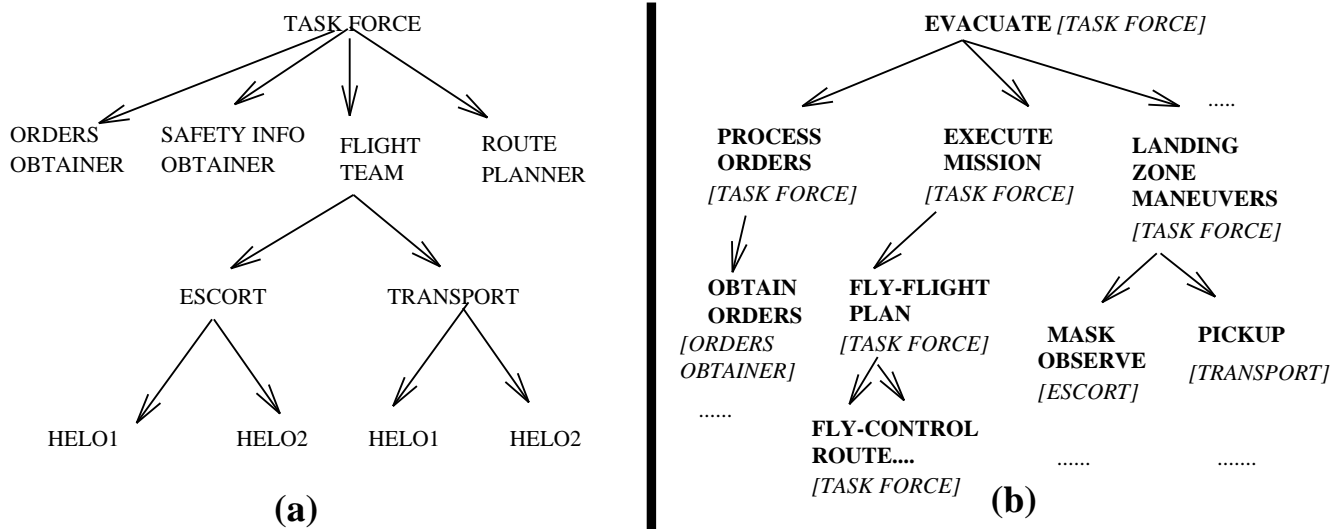 TASK FORCE
ORDERS
OBTAINER
SAFETY INFO
OBTAINER
FLIGHT
TEAM
ROUTE
PLANNER
ESCORT
TRANSPORT
HELO1
HELO2
HELO1
HELO2
(a)
EVACUATE [TASK FORCE]
.....
PROCESS
ORDERS
[TASK FORCE]
EXECUTE
MISSION
[TASK FORCE]
LANDING
ZONE
MANEUVERS
[TASK FORCE]
OBTAIN
ORDERS
[ORDERS
OBTAINER]
......
FLY-FLIGHT
PLAN
[TASK FORCE]
MASK
OBSERVE
[ESCORT]
......
PICKUP
[TRANSPORT]
.......
FLY-CONTROL
ROUTE....
[TASK FORCE]
(b)